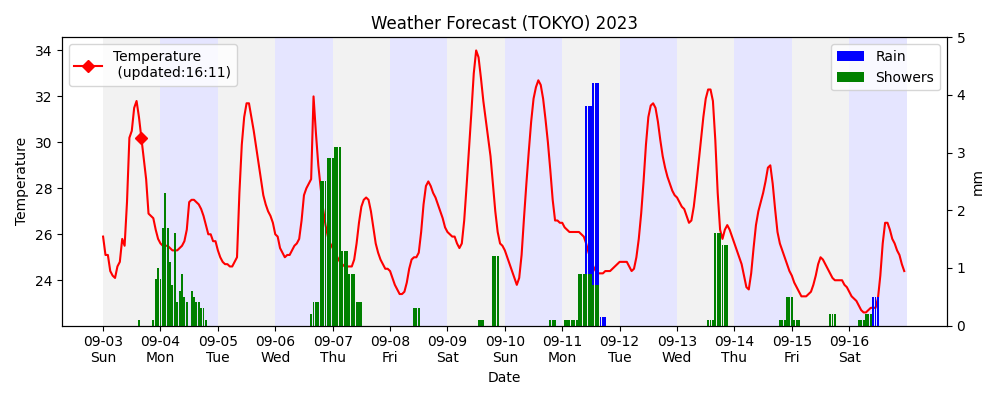 Weather Forecast (TOKYO) 2023
Temperature
(updated:16:11)
Rain
Showers
Temperature
34
32
30
28
26
24
5
4
3
2
1
0
mm
09-03 09-04 09-05 09-06 09-07 09-08 09-09 09-10 09-11 09-12 09-13 09-14 09-15 09-16
Sun Mon Tue Wed Thu Fri Sat Sun Mon Tue Wed Thu Fri Sat
Date